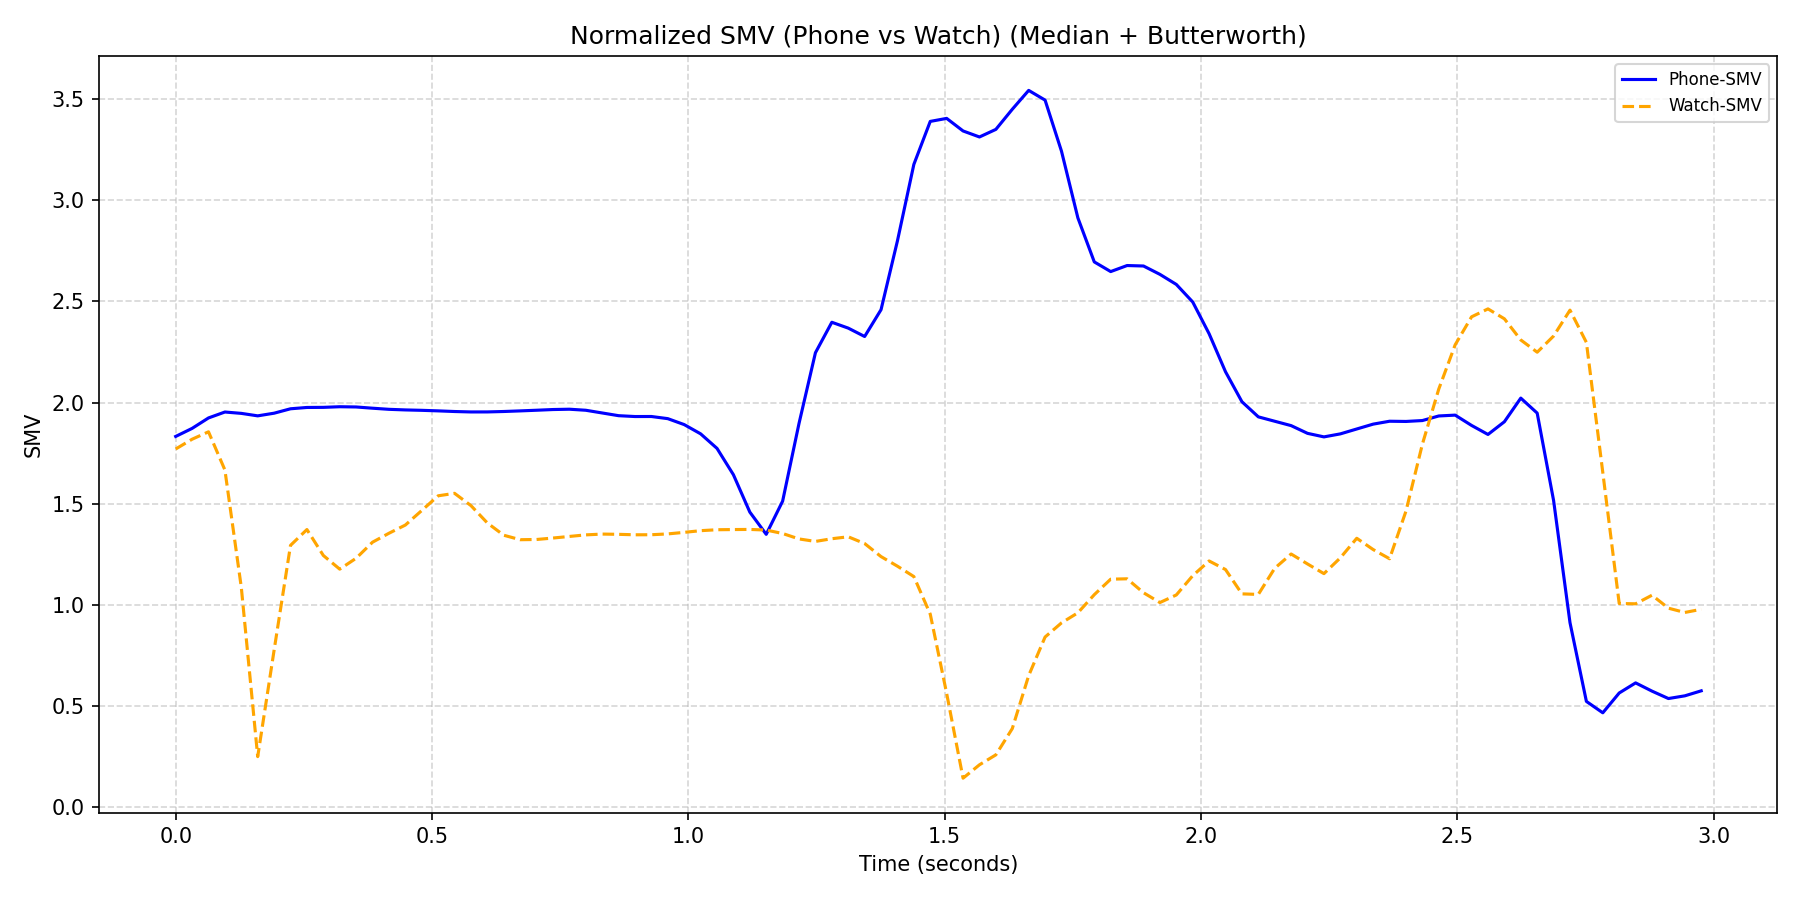 Normalized SMV (Phone vs Watch) (Median + Butterworth)
Phone-SMV
Watch-SMV
3.5
3.0
2.5
2.0
1.5
1.0
0.5
0.0
SMV
0.0 0.5 1.0 1.5 2.0 2.5 3.0
Time (seconds)